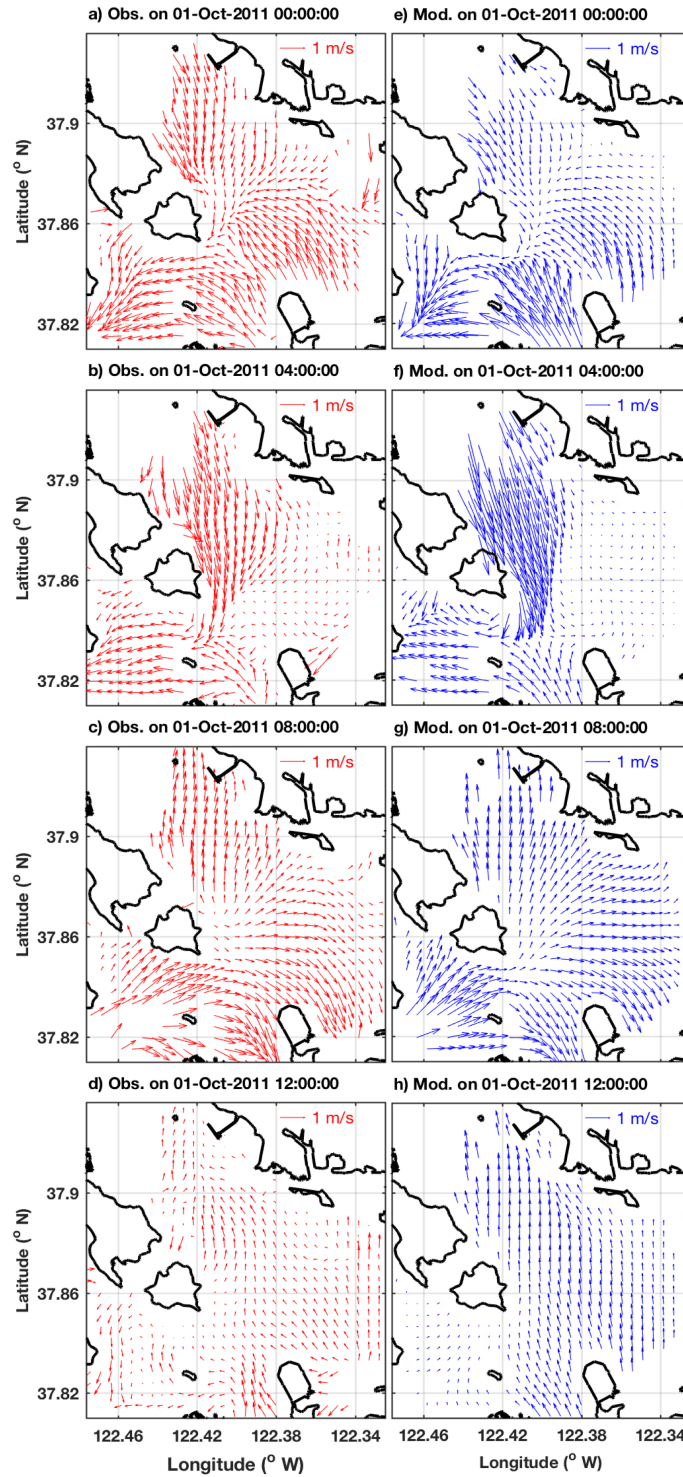 a) Obs. on 01-Oct-2011 00:00:00
e) Mod. on 01-Oct-2011 00:00:00
1 m/s
1 m/s
37.9
37.86
37.82
Latitude (° N)
Latitude (° N)
b) Obs. on 01-Oct-2011 04:00:00
f) Mod. on 01-Oct-2011 04:00:00
1 m/s
1 m/s
37.9
37.86
37.82
Latitude (° N)
Latitude (° N)
c) Obs. on 01-Oct-2011 08:00:00
g) Mod. on 01-Oct-2011 08:00:00
1 m/s
1 m/s
37.9
37.86
37.82
Latitude (° N)
Latitude (° N)
d) Obs. on 01-Oct-2011 12:00:00
h) Mod. on 01-Oct-2011 12:00:00
1 m/s
1 m/s
37.9
37.86
37.82
Latitude (° N)
Latitude (° N)
122.46 122.42 122.38 122.34
122.46 122.42 122.38 122.34
Longitude (° W)
Longitude (° W)